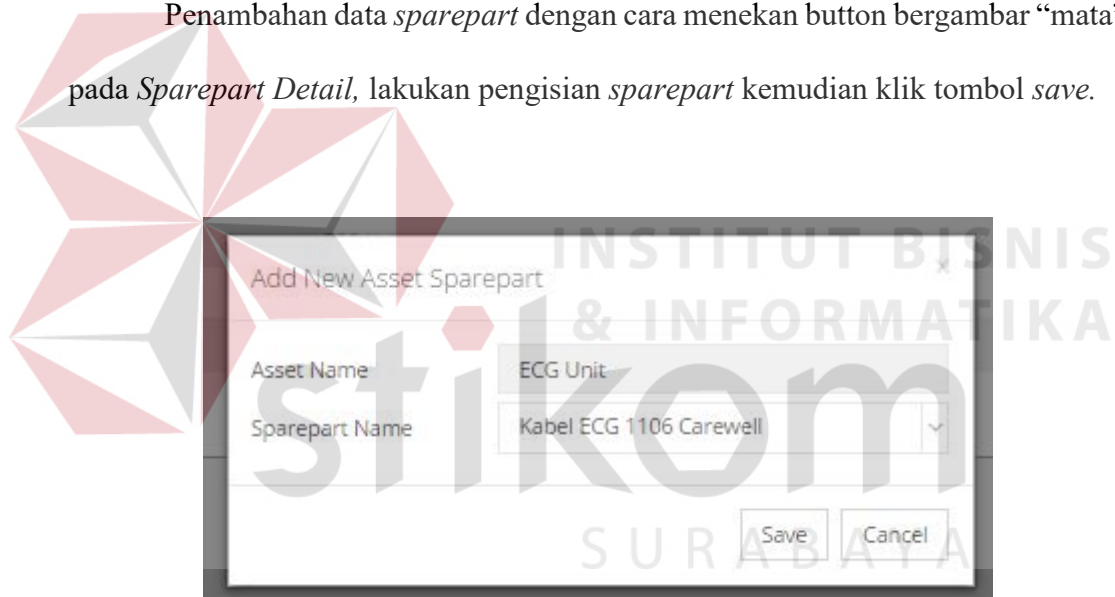 Penambahan data sparepart dengan cara menekan button bergambar “mata”
pada Sparepart Detail, lakukan pengisian sparepart kemudian klik tombol save.
INSTITUT BISNIS
& INFORMATIKA
stikom
SURABAYA
Add New Asset Sparepart
×
Asset Name
ECG Unit
Sparepart Name
Kabel ECG 1106 Carewell
Save
Cancel